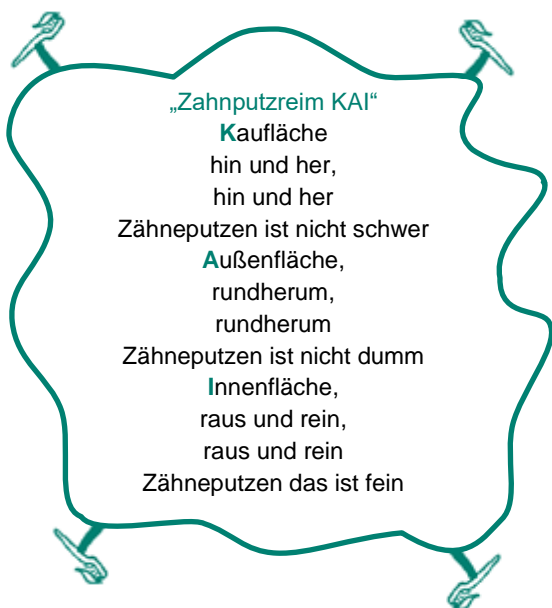 „Zahnputzreim KAI“
Kaufläche
hin und her,
hin und her
Zähneputzen ist nicht schwer
Außenfläche,
rundherum,
rundherum
Zähneputzen ist nicht dumm
Innenfläche,
raus und rein,
raus und rein
Zähneputzen das ist fein